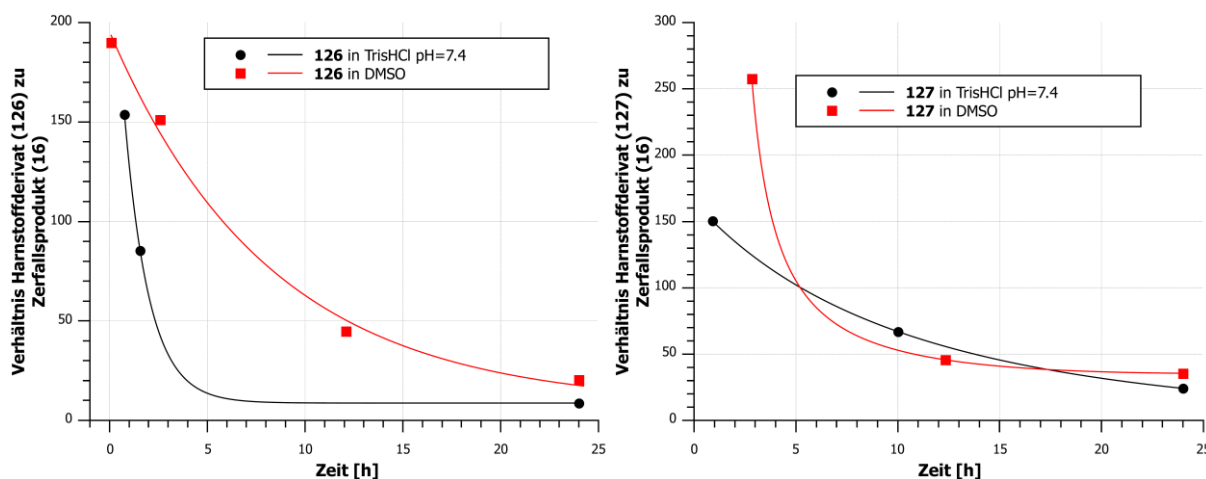 Verhältnis Harnstoffderivat (126) zu
Zerfallsprodukt (16)
200
150
100
50
0
126 in TrisHCl pH=7.4
126 in DMSO
0
5
10
15
20
25
Zeit [h]
Verhältnis Harnstoffderivat (127) zu
Zerfallsprodukt (16)
300
250
200
150
100
50
0
127 in TrisHCl pH=7.4
127 in DMSO
0
5
10
15
20
25
Zeit [h]